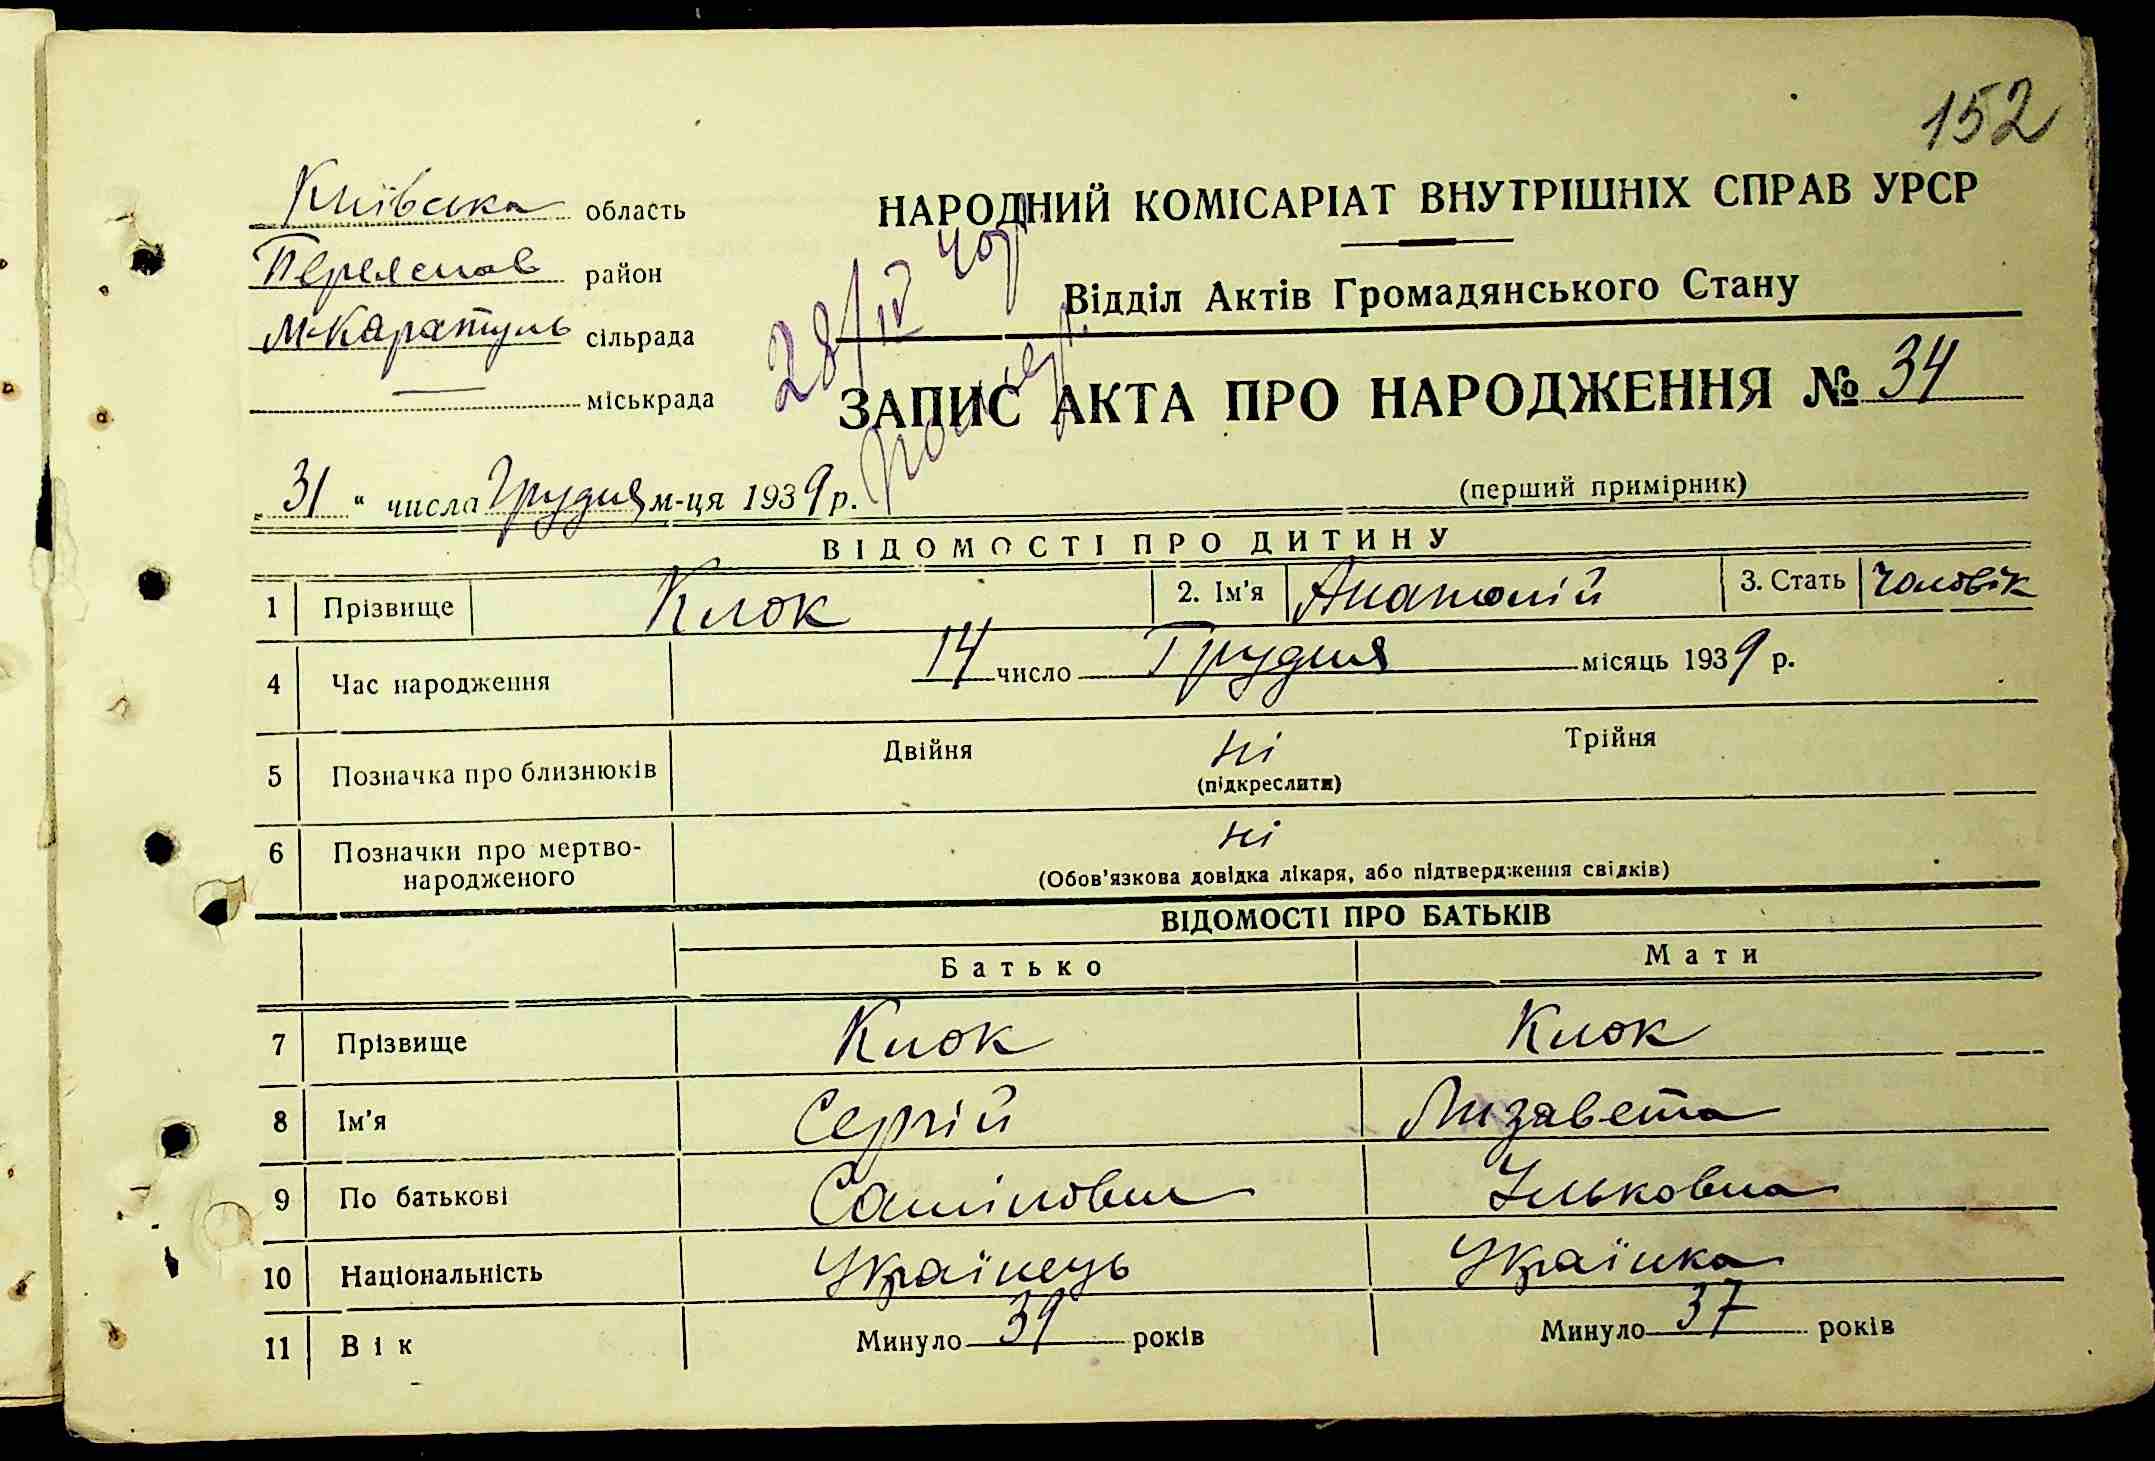 152
Київська область
Переяслав район
М-Каратуль сільрада
міськрада
НАРОДНИЙ КОМІСАРІАТ ВНУТРІШНІХ СПРАВ УРСР
Відділ Актів Громадянського Стану
28/IV 40р
ЗАПИС АКТА ПРО НАРОДЖЕННЯ № 34
(перший примірник)
„31“ числа Грудня м-ця 1939 р.
ВІДОМОСТІ ПРО ДИТИНУ
1 Прізвище Клок 2. Ім'я Анатолій 3. Стать чоловік
4 Час народження 14 число Грудня місяць 1939 р.
5 Позначка про близнюків Двійня ні Трійня
(підкреслити)
6 Позначки про мертво-
народженого ні
(Обов'язкова довідка лікаря, або підтвердження свідків)
ВІДОМОСТІ ПРО БАТЬКІВ
Батько Мати
7 Прізвище Клок Клок
8 Ім'я Сергій Лизавета
9 По батькові Ильковна
10 Національність Українець Українка
11 Вік Минуло 39 років Минуло 37 років